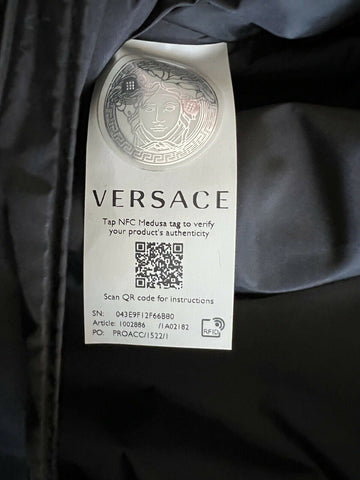 VERSACE
Tap NFC Medusa tag to verify
your product's authenticity
Scan QR code for instructions
SN: 043E9F12F66B80
Article: 1002886 /1A02182
PO: PROACC/1522/1
RFID